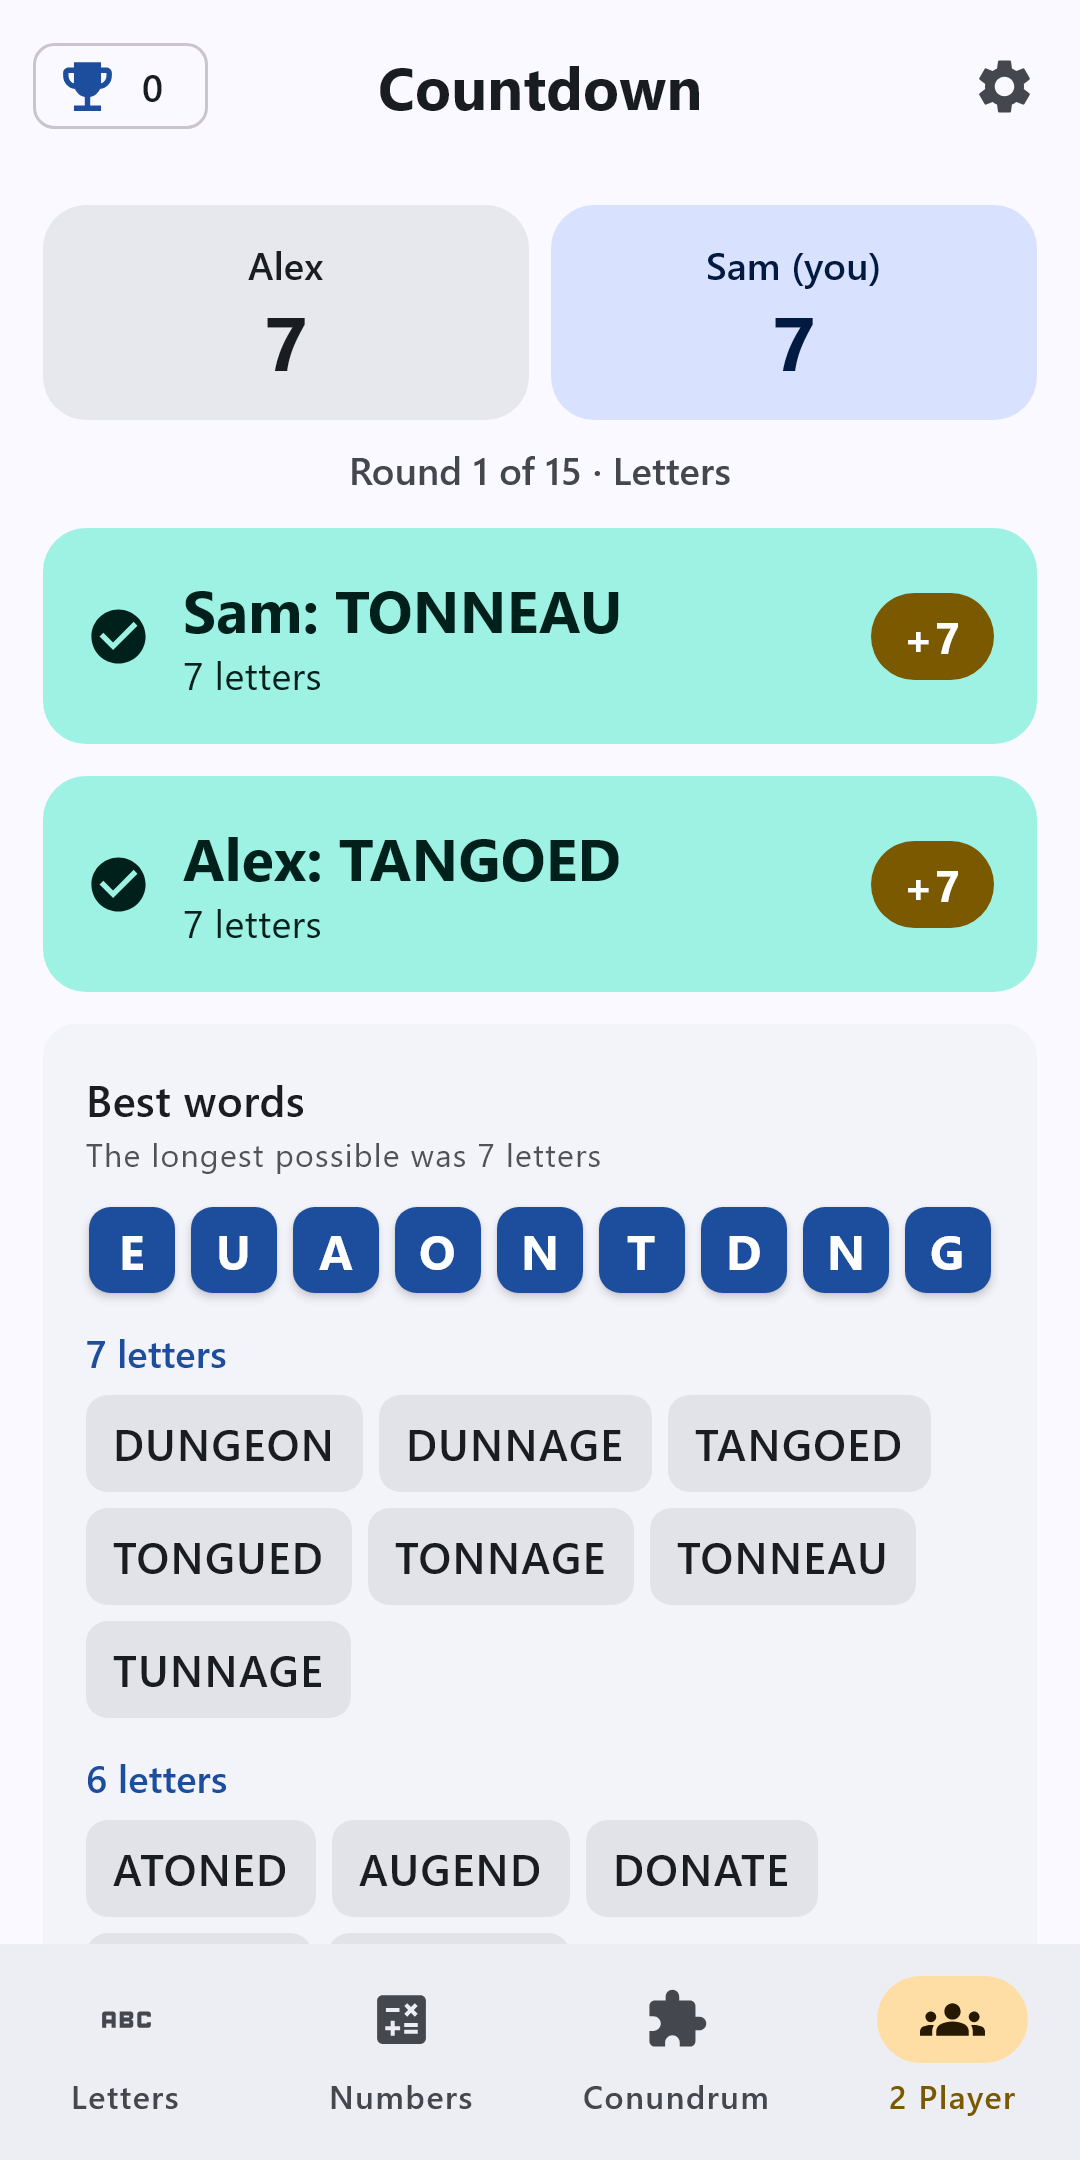 0
Countdown
Alex
7
Sam (you)
7
Round 1 of 15 · Letters
Sam: TONNEAU
7 letters
+7
Alex: TANGOED
7 letters
+7
Best words
The longest possible was 7 letters
E U A O N T D N G
7 letters
DUNGEON DUNNAGE TANGOED
TONGUED TONNAGE TONNEAU
TUNNAGE
6 letters
ATONED AUGEND DONATE
ABC
Letters Numbers Conundrum 2 Player